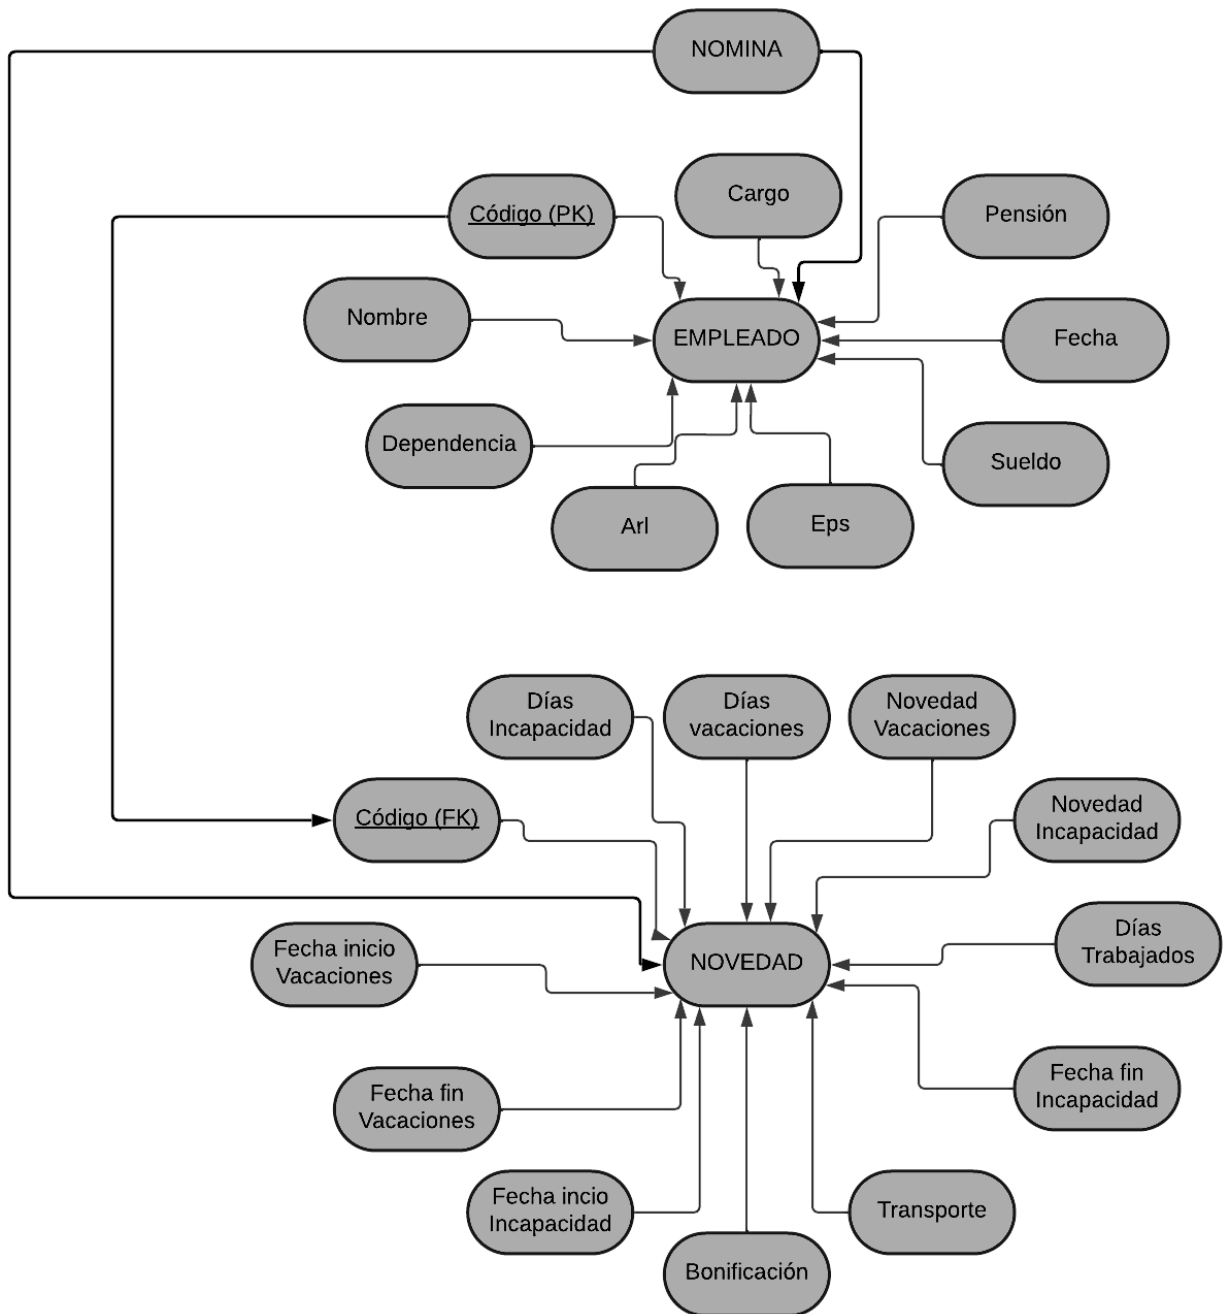 NOMINA
Cargo
Código (PK)
Pensión
Nombre
EMPLEADO
Fecha
Dependencia
Sueldo
Arl
Eps
Días
Incapacidad
Días
vacaciones
Novedad
Vacaciones
Código (FK)
Novedad
Incapacidad
Fecha inicio
Vacaciones
NOVEDAD
Días
Trabajados
Fecha fin
Vacaciones
Fecha fin
Incapacidad
Fecha incio
Incapacidad
Transporte
Bonificación